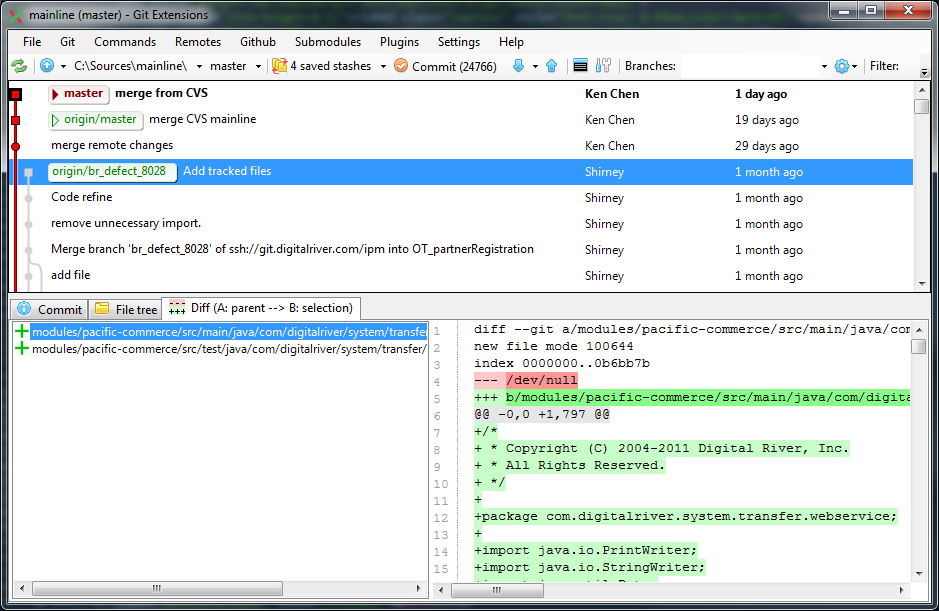 mainline (master) - Git Extensions
File Git Commands Remotes Github Submodules Plugins Settings Help
C:\Sources\mainline\ master 4 saved stashes Commit (24766) Branches: Filter:
master merge from CVS Ken Chen 1 day ago
origin/master merge CVS mainline Ken Chen 19 days ago
merge remote changes Ken Chen 29 days ago
origin/br_defect_8028 Add tracked files Shirney 1 month ago
Code refine Shirney 1 month ago
remove unnecessary import. Shirney 1 month ago
Merge branch 'br_defect_8028' of ssh://git.digitalriver.com/ipm into OT_partnerRegistration Shirney 1 month ago
add file Shirney 1 month ago
Commit File tree Diff (A: parent --> B: selection)
modules/pacific-commerce/src/main/java/com/digitalriver/system/transfer
modules/pacific-commerce/src/test/java/com/digitalriver/system/transfer/
1 diff --git a/modules/pacific-commerce/src/main/java/com
2 new file mode 100644
3 index 0000000..0b6bb7b
4 --- /dev/null
5 +++ b/modules/pacific-commerce/src/main/java/com/digita
6 @@ -0,0 +1,797 @@
7 +/*
8 + * Copyright (C) 2004-2011 Digital River, Inc.
9 + * All Rights Reserved.
10 + */
11 +
12 +package com.digitalriver.system.transfer.webservice;
13 +
14 +import java.io.PrintWriter;
15 +import java.io.StringWriter;